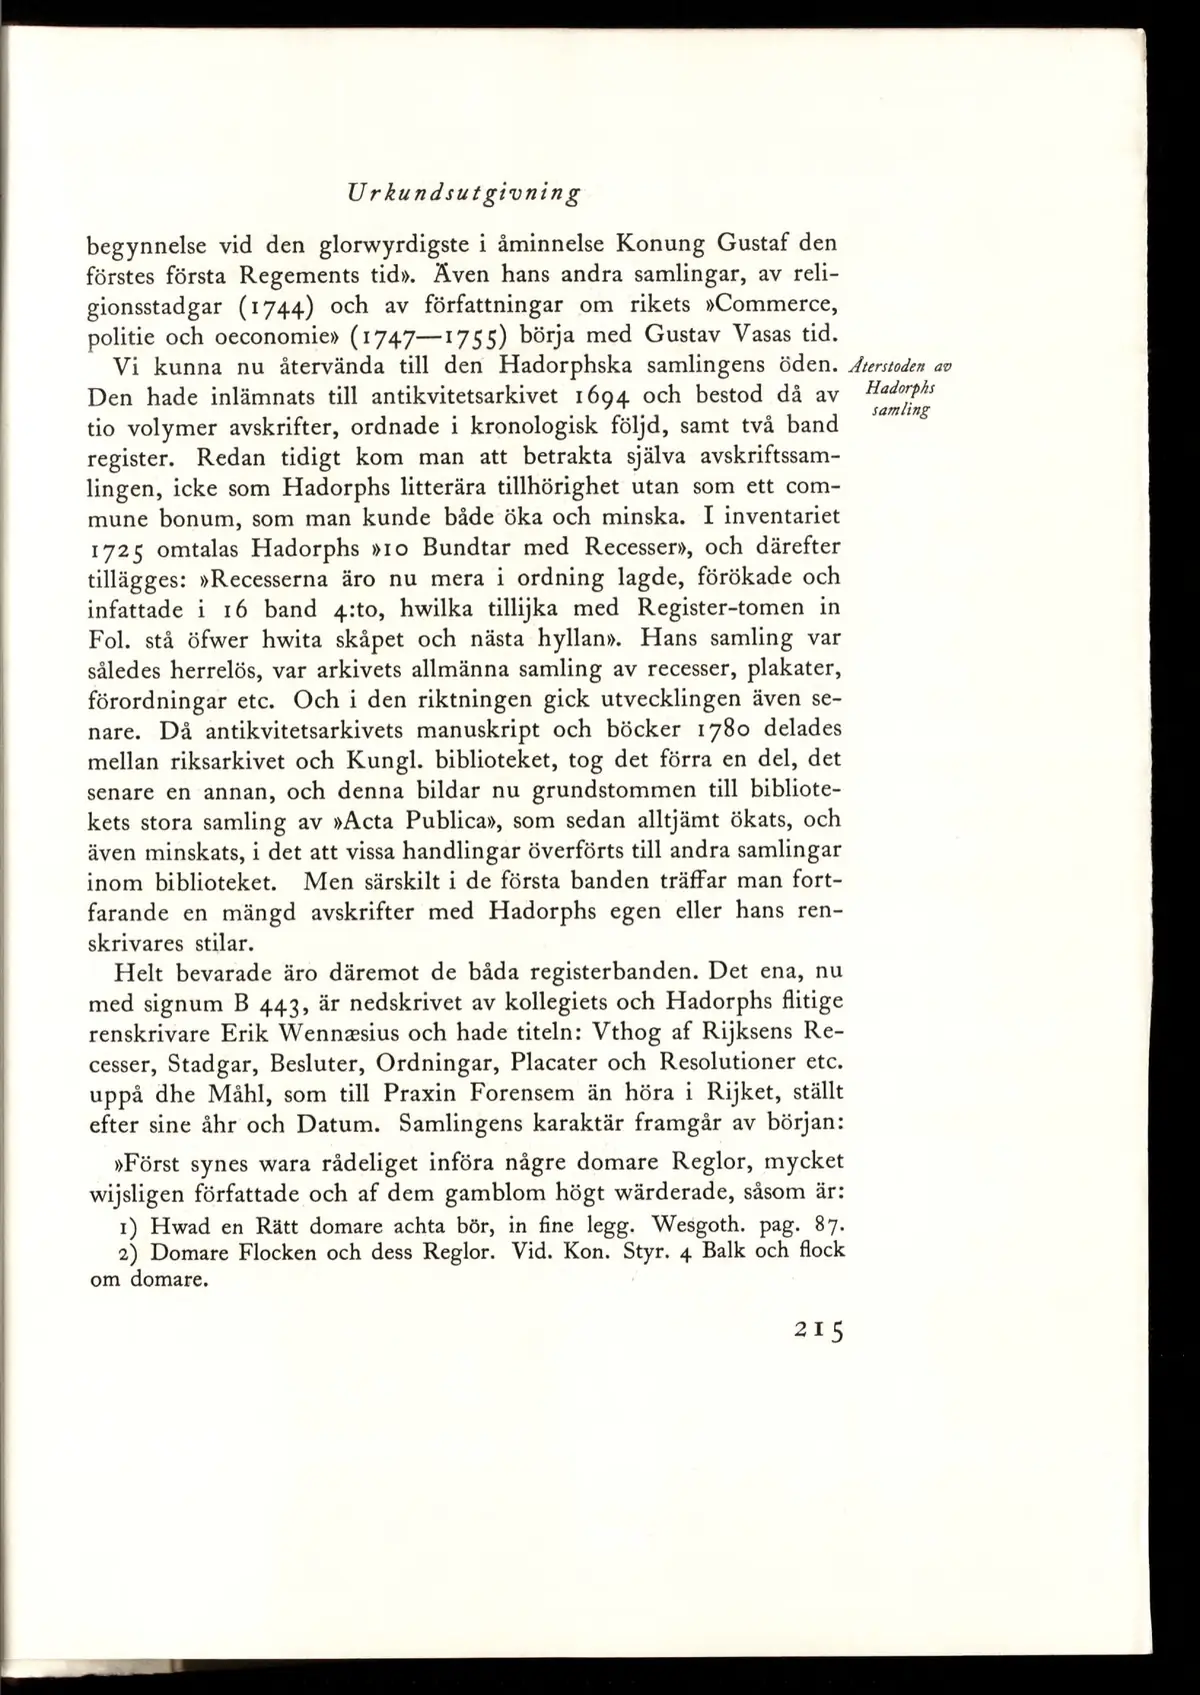 Urkundsutgivning
begynnelse vid den glorwyrdigste i åminnelse Konung Gustaf den
förstes första Regements tid». Även hans andra samlingar, av reli-
gionsstadgar (1744) och av författningar om rikets »Commerce,
politie och oeconomie» (1747—1755) börja med Gustav Vasas tid.
Vi kunna nu återvända till den Hadorphska samlingens öden.
Återstoden av
Hadorphs
samling
Den hade inlämnats till antikvitetsarkivet 1694 och bestod då av
tio volymer avskrifter, ordnade i kronologisk följd, samt två band
register. Redan tidigt kom man att betrakta själva avskriftssam-
lingen, icke som Hadorphs litterära tillhörighet utan som ett com-
mune bonum, som man kunde både öka och minska. I inventariet
1725 omtalas Hadorphs »10 Bundtar med Recesser», och därefter
tillägges: »Recesserna äro nu mera i ordning lagde, förökade och
infattade i 16 band 4:to, hwilka tillijka med Register-tomen in
Fol. stå öfwer hwita skåpet och nästa hyllan». Hans samling var
således herrelös, var arkivets allmänna samling av recesser, plakater,
förordningar etc. Och i den riktningen gick utvecklingen även se-
nare. Då antikvitetsarkivets manuskript och böcker 1780 delades
mellan riksarkivet och Kungl. biblioteket, tog det förra en del, det
senare en annan, och denna bildar nu grundstommen till bibliote-
kets stora samling av »Acta Publica», som sedan alltjämt ökats, och
även minskats, i det att vissa handlingar överförts till andra samlingar
inom biblioteket. Men särskilt i de första banden träffar man fort-
farande en mängd avskrifter med Hadorphs egen eller hans ren-
skrivares stilar.
Helt bevarade äro däremot de båda registerbanden. Det ena, nu
med signum B 443, är nedskrivet av kollegiets och Hadorphs flitige
renskrivare Erik Wennæsius och hade titeln: Vthog af Rijksens Re-
cesser, Stadgar, Besluter, Ordningar, Placater och Resolutioner etc.
uppå dhe Måhl, som till Praxin Forensem än höra i Rijket, ställt
efter sine åhr och Datum. Samlingens karaktär framgår av början:
»Först synes wara rådeliget införa någre domare Reglor, mycket
wijsligen författade och af dem gamblom högt wärderade, såsom är:
1) Hwad en Rätt domare achta bör, in fine legg. Wesgoth. pag. 87.
2) Domare Flocken och dess Reglor. Vid. Kon. Styr. 4 Balk och flock
om domare.
215